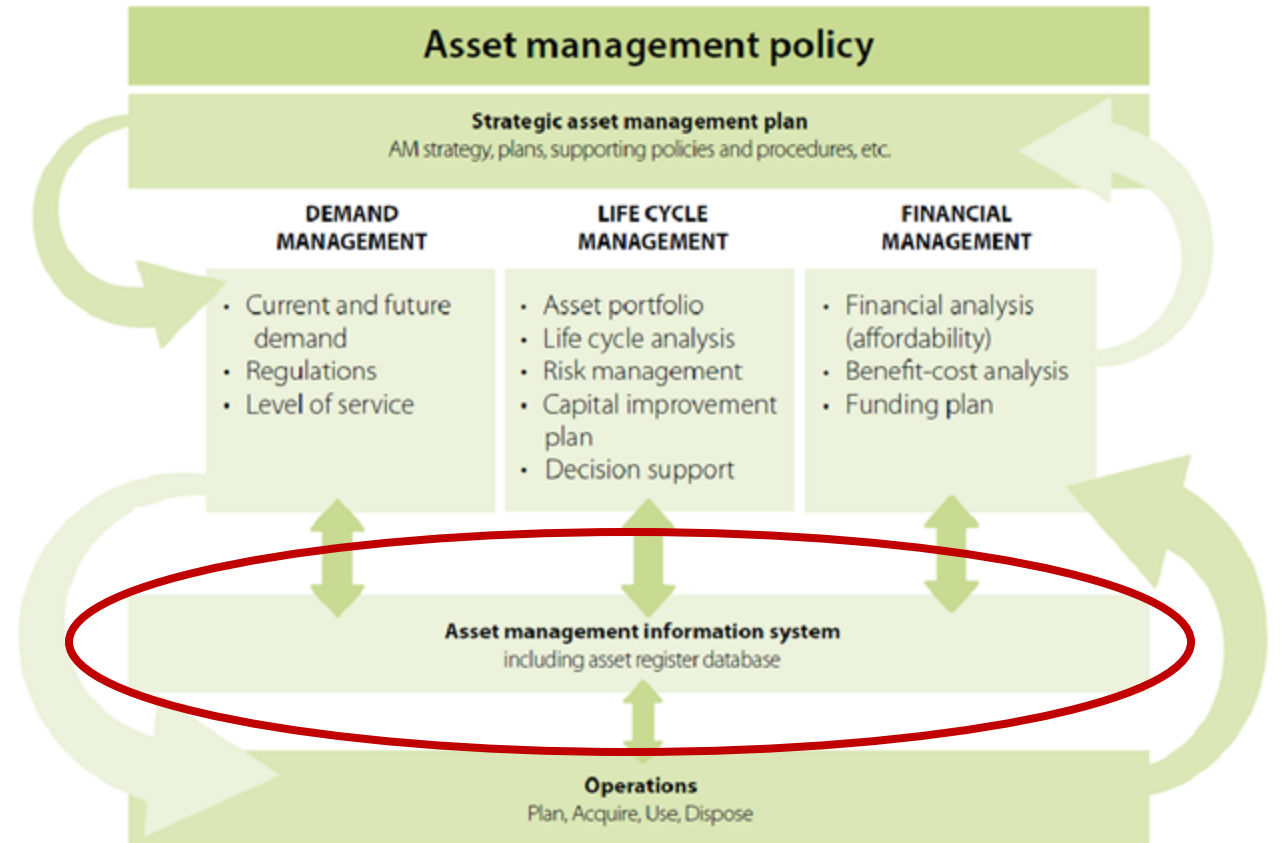 Asset management policy
Strategic asset management plan
AM strategy, plans, supporting policies and procedures, etc.
DEMAND
MANAGEMENT
• Current and future
demand
• Regulations
• Level of service
LIFE CYCLE
MANAGEMENT
• Asset portfolio
• Life cycle analysis
• Risk management
• Capital improvement
plan
• Decision support
FINANCIAL
MANAGEMENT
• Financial analysis
(affordability)
• Benefit-cost analysis
• Funding plan
Asset management information system
including asset register database
Operations
Plan, Acquire, Use, Dispose